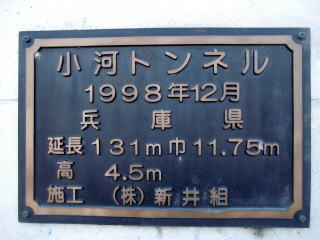 小河トンネル
1998年12月
兵庫県
延長131m巾11.75m
高 4.5m
施工 (株)新井組